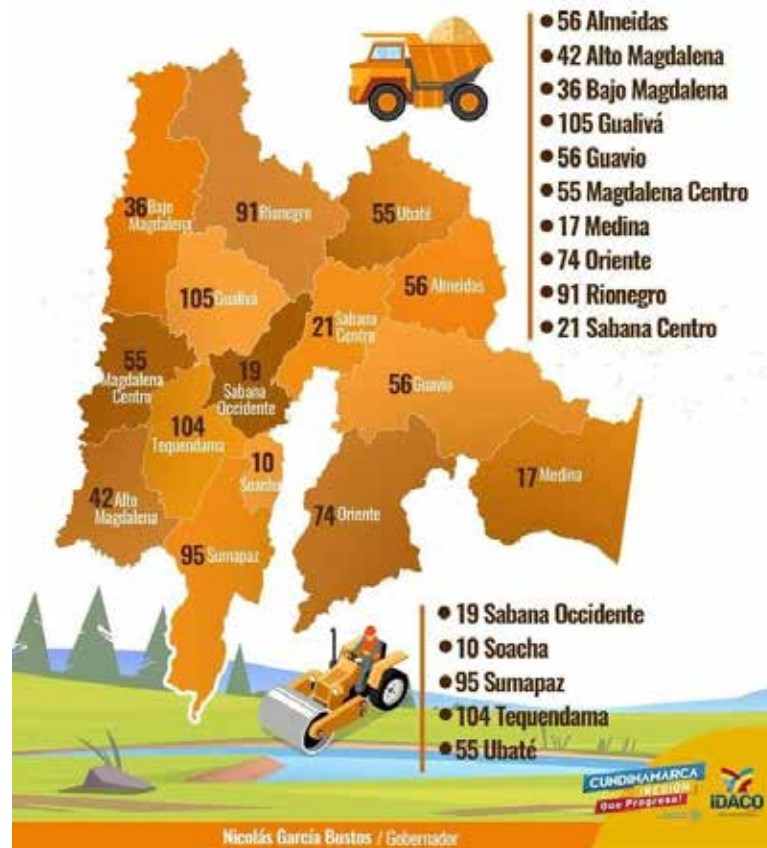 • 56 Almeidas
• 42 Alto Magdalena
• 36 Bajo Magdalena
• 105 Gualivá
• 56 Guavio
• 55 Magdalena Centro
• 17 Medina
• 74 Oriente
• 91 Rionegro
• 21 Sabana Centro
36 Bajo
Magdalena
91 Rionegro
55 Ubaté
105 Gualivá
56 Almeidas
21 Sabana
Centro
55
Magdalena
Centro
19
Sabana
Occidente
56 Guavio
104
Tequendama
10
Soacha
17 Medina
42 Alto
Magdalena
74 Oriente
95 Sumapaz
• 19 Sabana Occidente
• 10 Soacha
• 95 Sumapaz
• 104 Tequendama
• 55 Ubaté
CUNDINAMARCA
¡REGIÓN
Que Progresa!
IDACO
Nicolás García Bustos / Gobernador